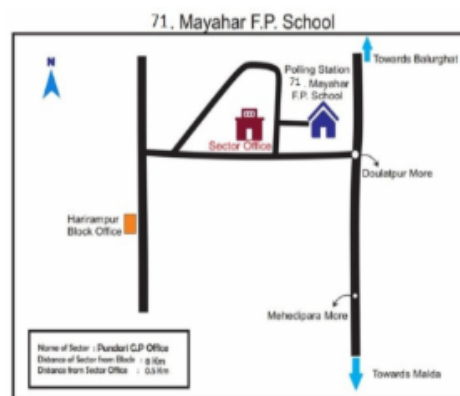 71. Mayahar F.P. School
N
Towards Balurghat
Polling Station
71. Mayahar
F.P. School
Sector Office
Doulatpur More
Harirampur
Block Office
Mehedipara More
Name of Sector : Pundari G.P Office
Distance of Sector from Block : 8 Km
Distance from Sector Office : 0.5 Km
Towards Malda